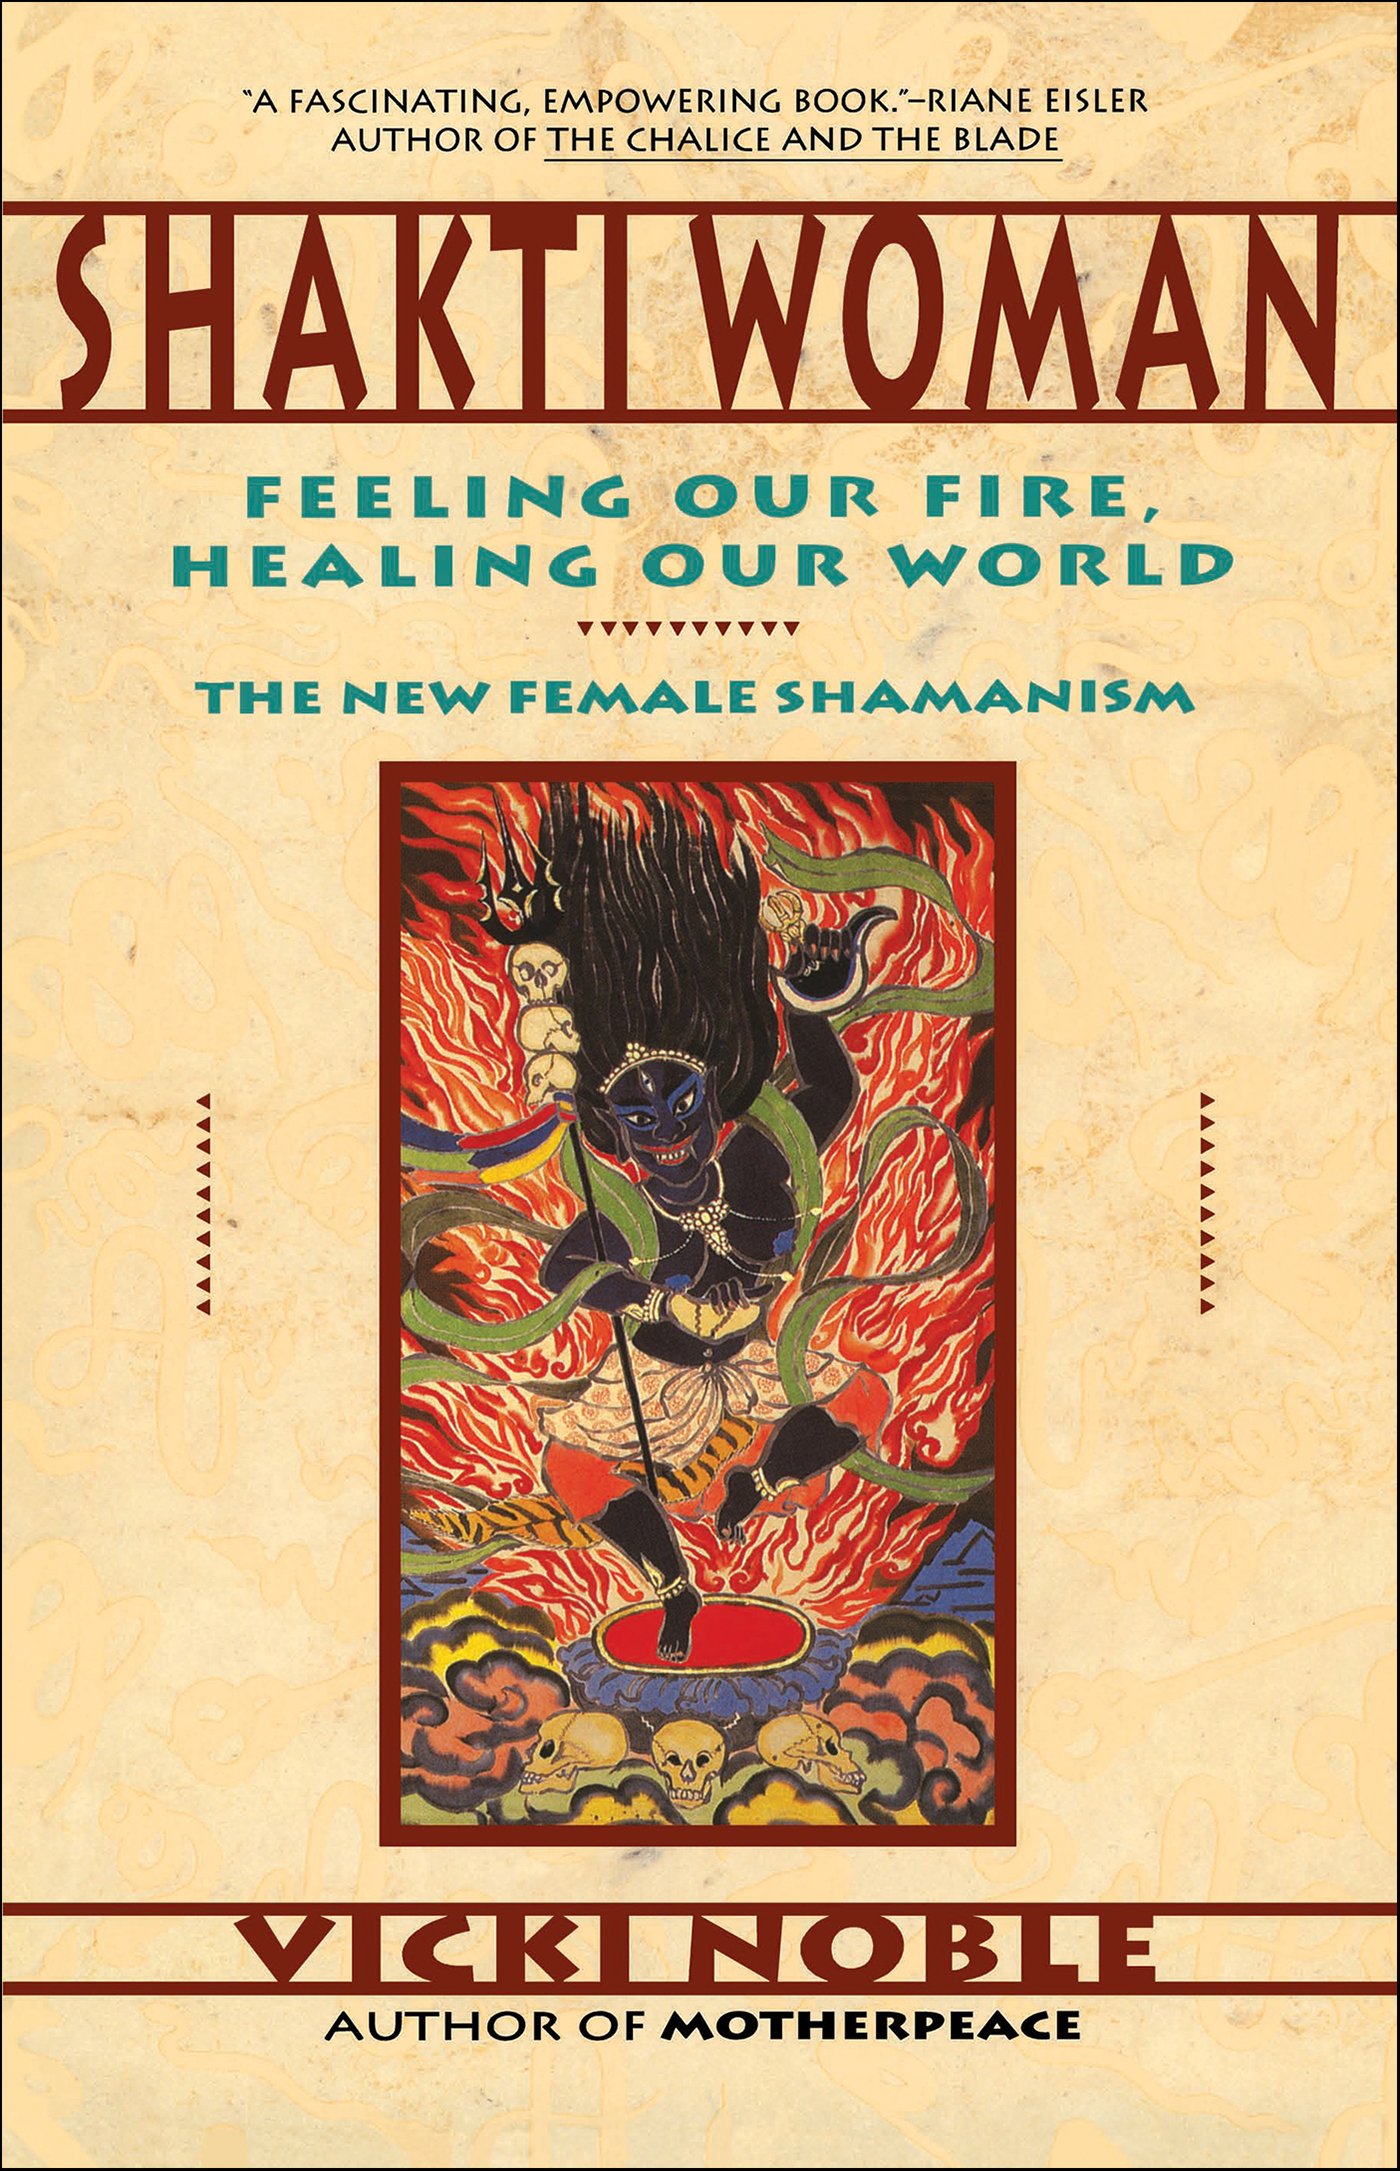 “A FASCINATING, EMPOWERING BOOK.”–RIANE EISLER
AUTHOR OF THE CHALICE AND THE BLADE
SHAKTI WOMAN
FEELING OUR FIRE,
HEALING OUR WORLD
THE NEW FEMALE SHAMANISM
VICKI NOBLE
AUTHOR OF MOTHERPEACE